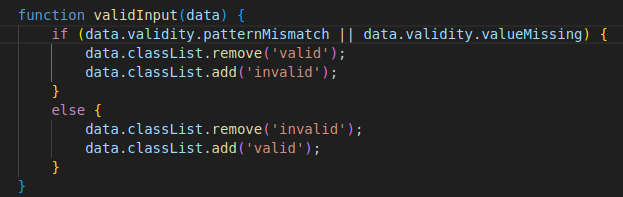 function validInput(data) {
    if (data.validity.patternMismatch || data.validity.valueMissing) {
        data.classList.remove('valid');
        data.classList.add('invalid');
    }
    else {
        data.classList.remove('invalid');
        data.classList.add('valid');
    }
}